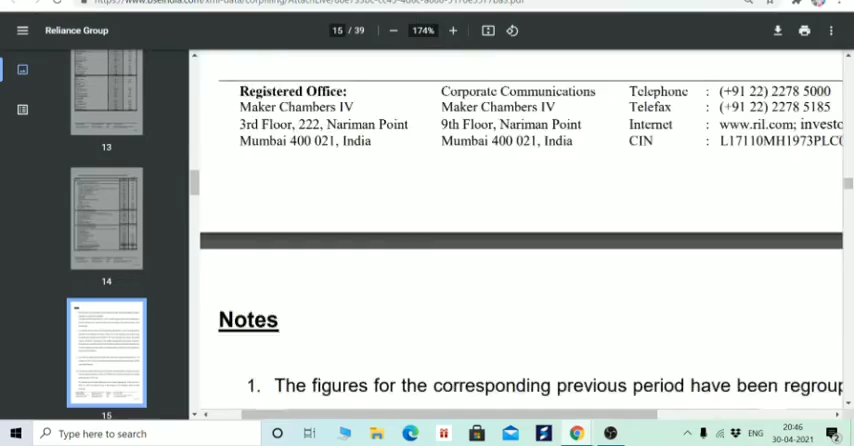 Reliance Group
15 / 39
174%
13
14
15
Registered Office:
Maker Chambers IV
3rd Floor, 222, Nariman Point
Mumbai 400 021, India
Corporate Communications
Maker Chambers IV
9th Floor, Nariman Point
Mumbai 400 021, India
Telephone : (+91 22) 2278 5000
Telefax : (+91 22) 2278 5185
Internet : www.ril.com; investo
CIN : L17110MH1973PLC0
Notes
1. The figures for the corresponding previous period have been regroup
Type here to search
ENG
20:46
30-04-2021